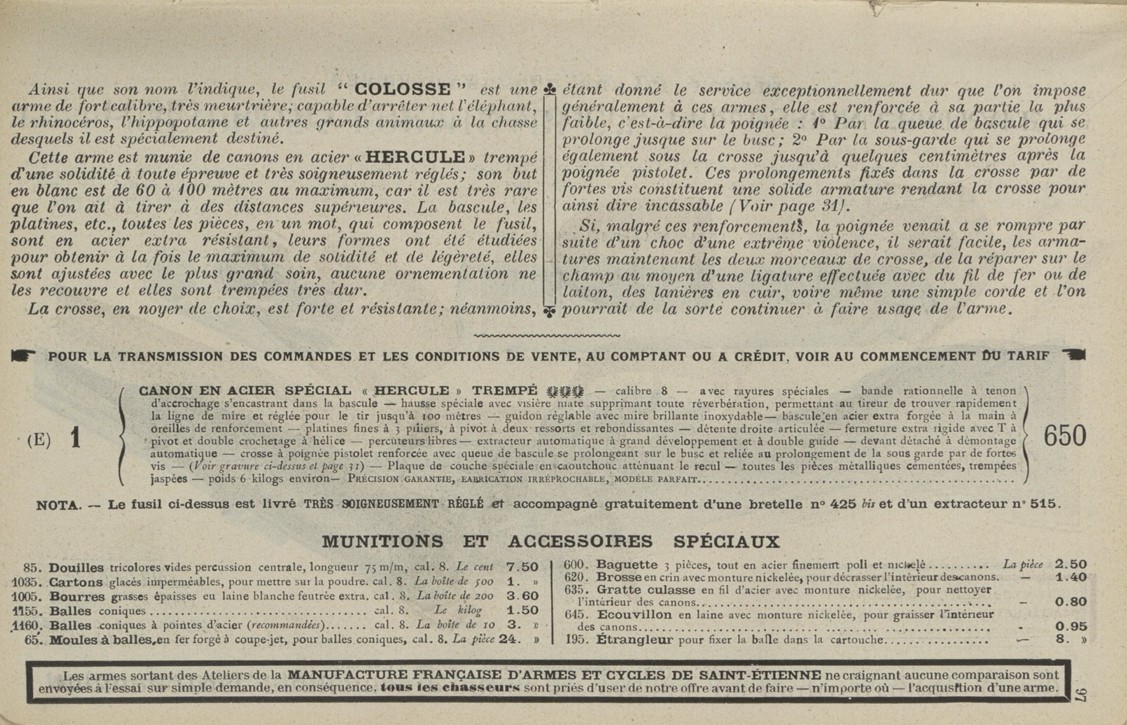 Ainsi que son nom l'indique, le fusil “ COLOSSE ” est une
arme de fort calibre, très meurtrière; capable d'arrêter net l'éléphant,
le rhinocéros, l'hippopotame et autres grands animaux à la chasse
desquels il est spécialement destiné.
Cette arme est munie de canons en acier « HERCULE » trempé
d'une solidité à toute épreuve et très soigneusement réglés; son but
en blanc est de 60 à 100 mètres au maximum, car il est très rare
que l'on ait à tirer à des distances supérieures. La bascule, les
platines, etc., toutes les pièces, en un mot, qui composent le fusil,
sont en acier extra résistant, leurs formes ont été étudiées
pour obtenir à la fois le maximum de solidité et de légèreté, elles
sont ajustées avec le plus grand soin, aucune ornementation ne
les recouvre et elles sont trempées très dur.
La crosse, en noyer de choix, est forte et résistante; néanmoins,
étant donné le service exceptionnellement dur que l'on impose
généralement à ces armes, elle est renforcée à sa partie la plus
faible, c'est-à-dire la poignée : 1° Par la queue de bascule qui se
prolonge jusque sur le busc; 2° Par la sous-garde qui se prolonge
également sous la crosse jusqu'à quelques centimètres après la
poignée pistolet. Ces prolongements fixés dans la crosse par de
fortes vis constituent une solide armature rendant la crosse pour
ainsi dire incassable (Voir page 31).
Si, malgré ces renforcements, la poignée venait a se rompre par
suite d'un choc d'une extrême violence, il serait facile, les arma-
tures maintenant les deux morceaux de crosse, de la réparer sur le
champ au moyen d'une ligature effectuée avec du fil de fer ou de
laiton, des lanières en cuir, voire même une simple corde et l'on
pourrait de la sorte continuer à faire usage de l'arme.
POUR LA TRANSMISSION DES COMMANDES ET LES CONDITIONS DE VENTE, AU COMPTANT OU A CRÉDIT, VOIR AU COMMENCEMENT DU TARIF
(E) 1
CANON EN ACIER SPÉCIAL « HERCULE » TREMPÉ — calibre 8 — avec rayures spéciales — bande rationnelle à tenon
d'accrochage s'encastrant dans la bascule — hausse spéciale avec visière mate supprimant toute réverbération, permettant au tireur de trouver rapidement
la ligne de mire et réglée pour le tir jusqu'à 100 mètres — guidon réglable avec mire brillante inoxydable — bascule en acier extra forgée à la main à
oreilles de renforcement — platines fines à 3 piliers, à pivot à deux ressorts et rebondissantes — détente droite articulée — fermeture extra rigide avec T à
pivot et double crochetage à hélice — percuteurs libres — extracteur automatique à grand développement et à double guide — devant détaché à démontage
automatique — crosse à poignée pistolet renforcée avec queue de bascule se prolongeant sur le busc et reliée au prolongement de la sous garde par de fortes
vis — (Voir gravure ci-dessus et page 31) — Plaque de couche spéciale en caoutchouc atténuant le recul — toutes les pièces métalliques cémentées, trempées
jaspées — poids 6 kilogs environ — PRÉCISION GARANTIE, FABRICATION IRRÉPROCHABLE, MODÈLE PARFAIT....
650
NOTA. — Le fusil ci-dessus est livré TRÈS SOIGNEUSEMENT RÉGLÉ et accompagné gratuitement d'une bretelle n° 425 bis et d'un extracteur n° 515.
MUNITIONS ET ACCESSOIRES SPÉCIAUX
85. Douilles tricolores vides percussion centrale, longueur 75 m/m, cal. 8. Le cent 7.50
1035. Cartons glacés imperméables, pour mettre sur la poudre. cal. 8. La boîte de 500 1. »
1005. Bourres grasses épaisses en laine blanche feutrée extra. cal. 8. La boîte de 200 3.60
1155. Balles coniques.... cal. 8. Le kilog 1.50
1160. Balles coniques à pointes d'acier (recommandées).... cal. 8. La boîte de 10 3. »
65. Moules à balles, en fer forgé à coupe-jet, pour balles coniques, cal. 8. La pièce 24. »
600. Baguette 3 pièces, tout en acier finement poli et nickelé.... La pièce 2.50
620. Brosse en crin avec monture nickelée, pour décrasser l'intérieur des canons. — 1.40
635. Gratte culasse en fil d'acier avec monture nickelée, pour nettoyer
l'intérieur des canons.... — 0.80
645. Ecouvillon en laine avec monture nickelée, pour graisser l'intérieur
des canons.... - 0.95
195. Étrangleur pour fixer la balle dans la cartouche.... — 8. »
Les armes sortant des Ateliers de la MANUFACTURE FRANÇAISE D'ARMES ET CYCLES DE SAINT-ÉTIENNE ne craignant aucune comparaison sont
envoyées à l'essai sur simple demande, en conséquence, tous les chasseurs sont priés d'user de notre offre avant de faire — n'importe où — l'acquisition d'une arme.
97